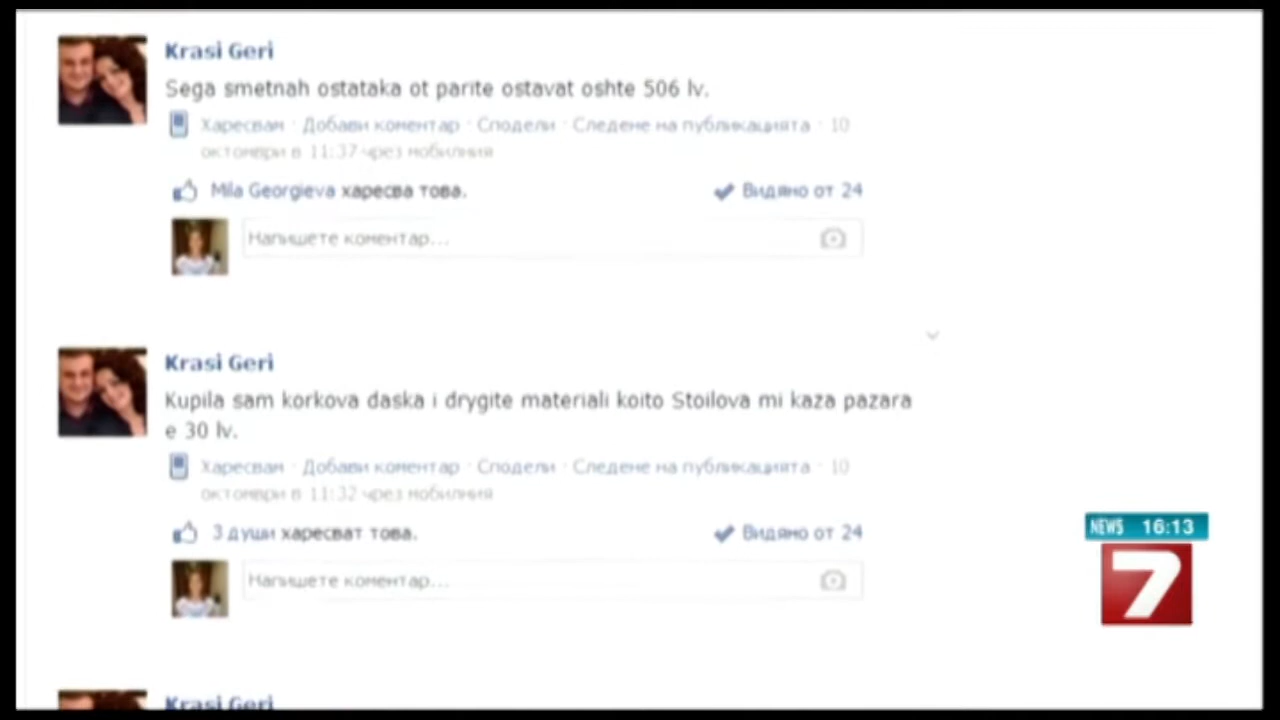 Krasi Geri
Sega smetnah ostataka ot parite ostavat oshte 506 lv.
Харесвам · Добави коментар · Сподели · Следене на публикацията · 10
октомври в 11:37 чрез мобилния
Mila Georgieva харесва това.
Видяно от 24
Напишете коментар...
Krasi Geri
Kupila sam korkova daska i drygite materiali koito Stoilova mi kaza pazara
e 30 lv.
Харесвам · Добави коментар · Сподели · Следене на публикацията · 10
октомври в 11:32 чрез мобилния
3 души харесват това.
Видяно от 24
Напишете коментар...
NEWS 16:13
7
Krasi Geri